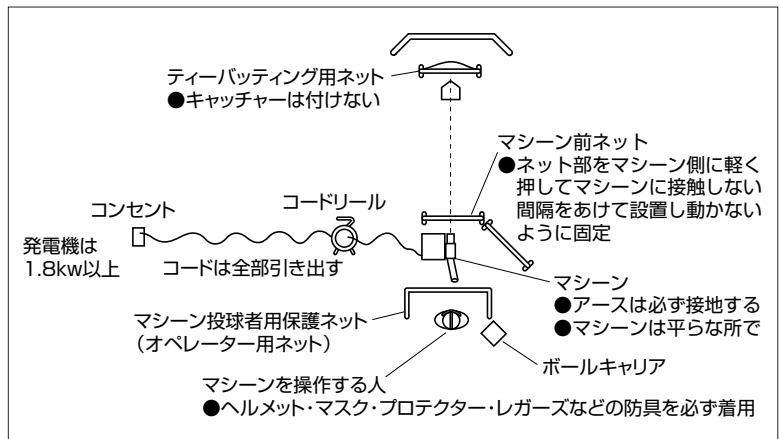 ティーバッティング用ネット
●キャッチャーは付けない
マシーン前ネット
●ネット部をマシーン側に軽く
押してマシーンに接触しない
間隔をあけて設置し動かない
ように固定
コンセント
コードリール
発電機は
1.8kw以上
コードは全部引き出す
マシーン
●アースは必ず接地する
●マシーンは平らな所で
マシーン投球者用保護ネット
（オペレーター用ネット）
ボールキャリア
マシーンを操作する人
●ヘルメット・マスク・プロテクター・レガーズなどの防具を必ず着用